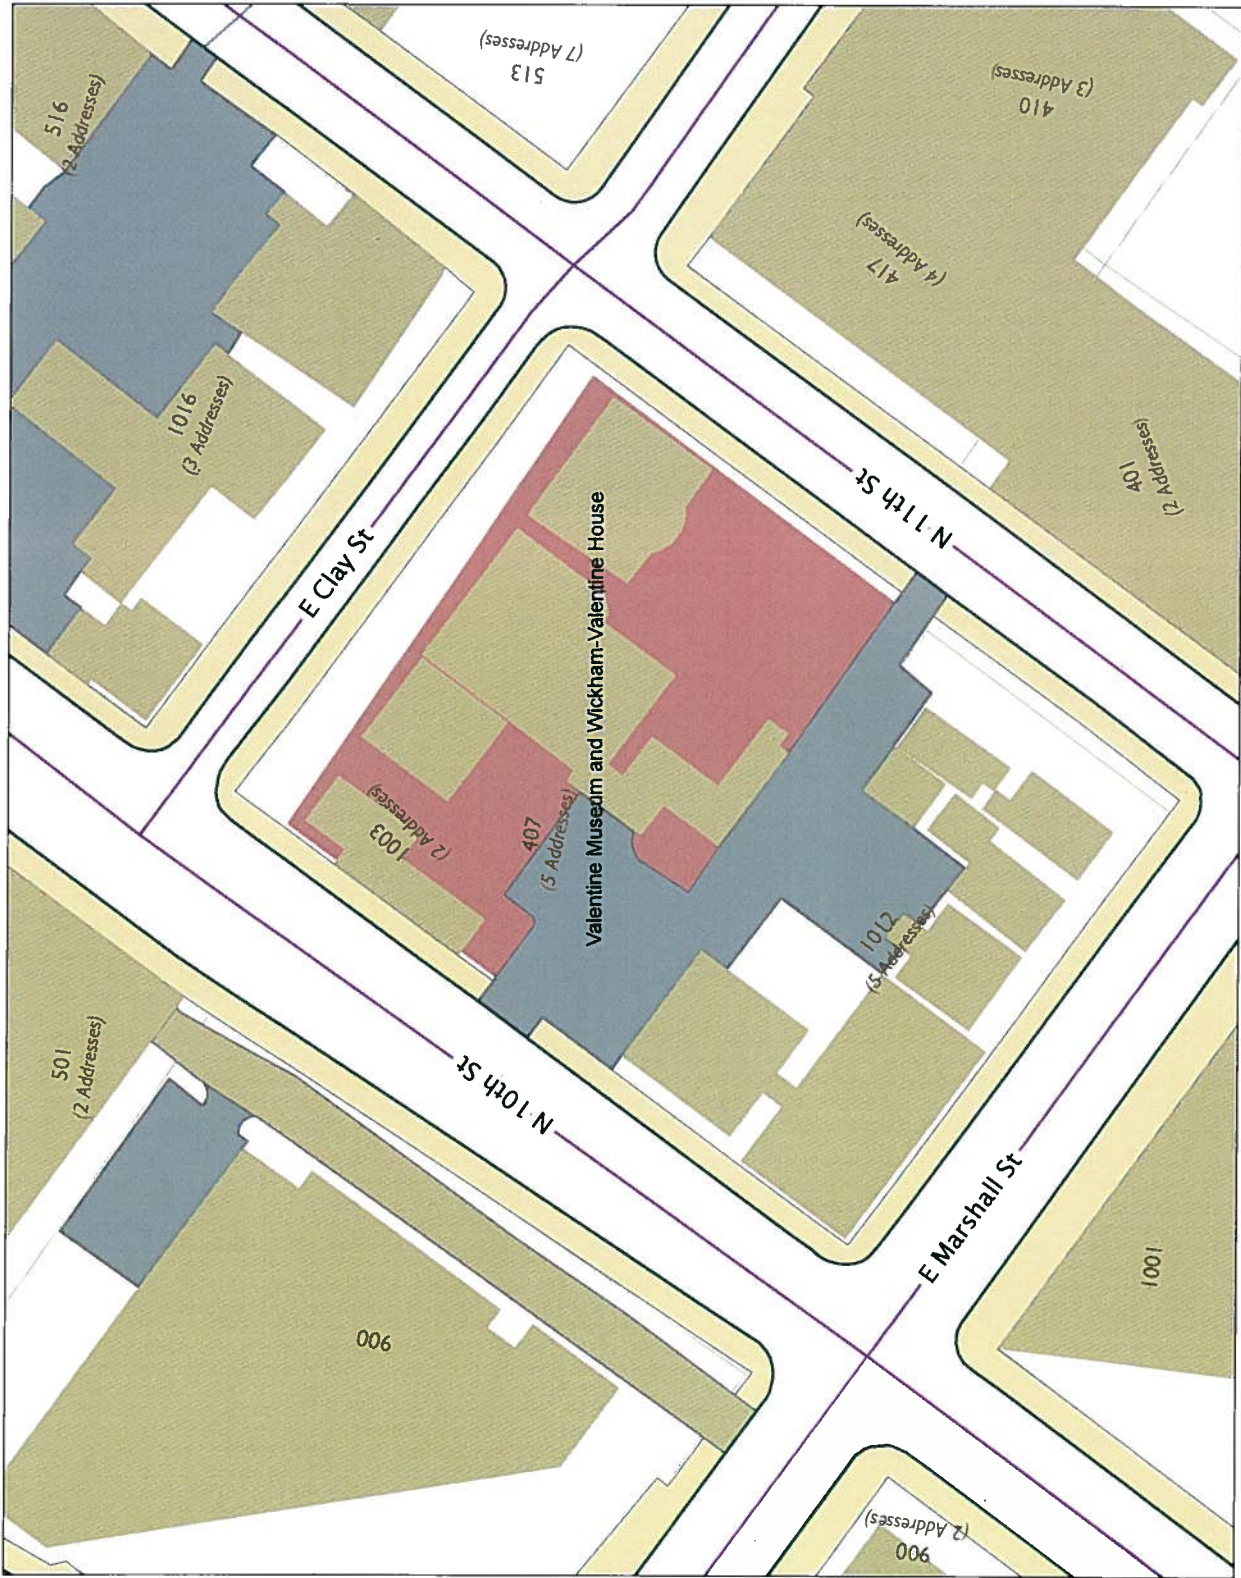 516
(2 Addresses)
513
(7 Addresses)
410
(3 Addresses)
417
(4 Addresses)
1016
(3 Addresses)
401
(2 Addresses)
N 11th St
E Clay St
Valentine Museum and Wickham-Valentine House
1003
(2 Addresses)
407
(5 Addresses)
1012
(5 Addresses)
501
(2 Addresses)
N 10th St
E Marshall St
900
1001
900
(2 Addresses)